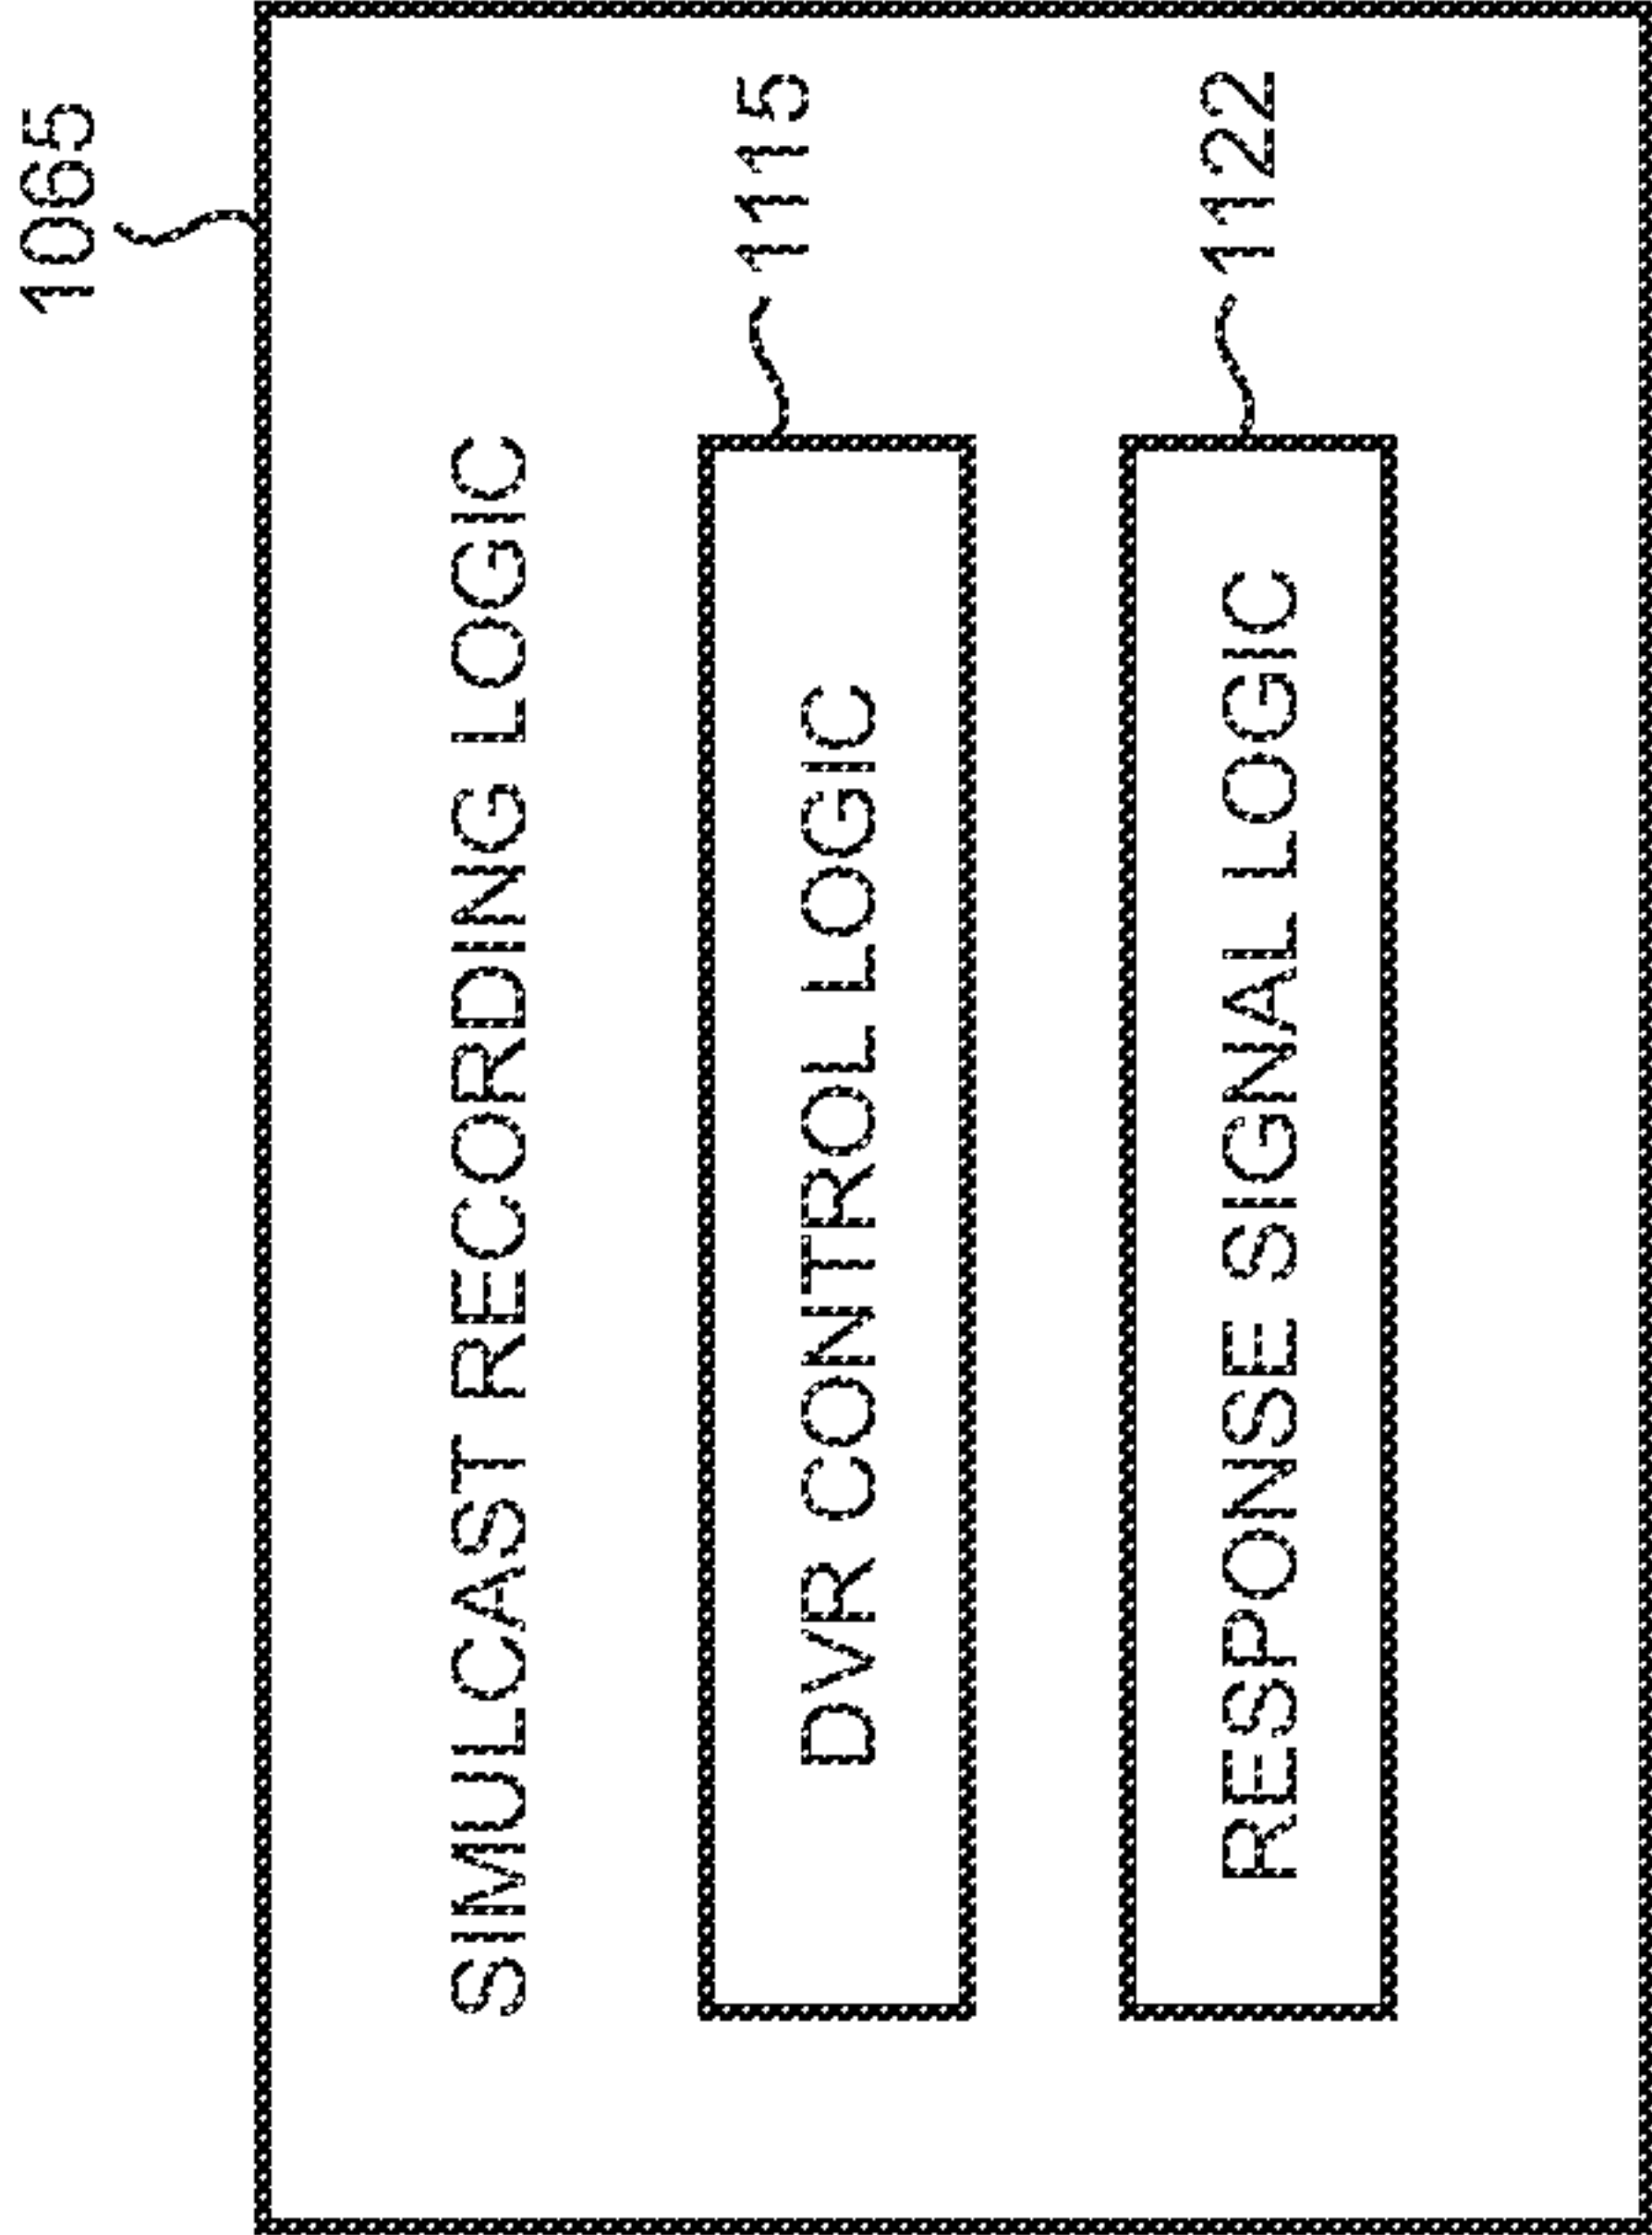 1065
SIMULCAST RECORDING LOGIC
1115
DVR CONTROL LOGIC
1122
RESPONSE SIGNAL LOGIC